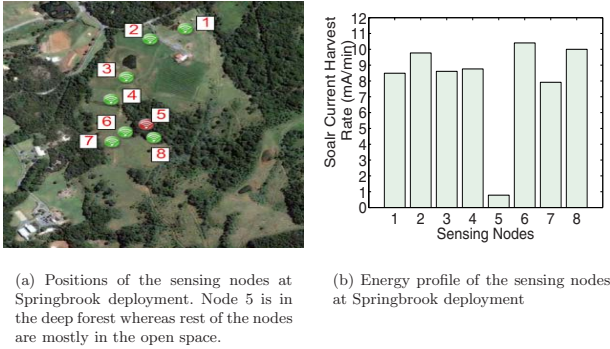 1
2
3
4
5
6
7
8
Soalr Current Harvest
Rate (mA/min)
12
11
10
9
8
7
6
5
4
3
2
1
0
1 2 3 4 5 6 7 8
Sensing Nodes
(a) Positions of the sensing nodes at
Springbrook deployment. Node 5 is in
the deep forest whereas rest of the nodes
are mostly in the open space.
(b) Energy profile of the sensing nodes
at Springbrook deployment